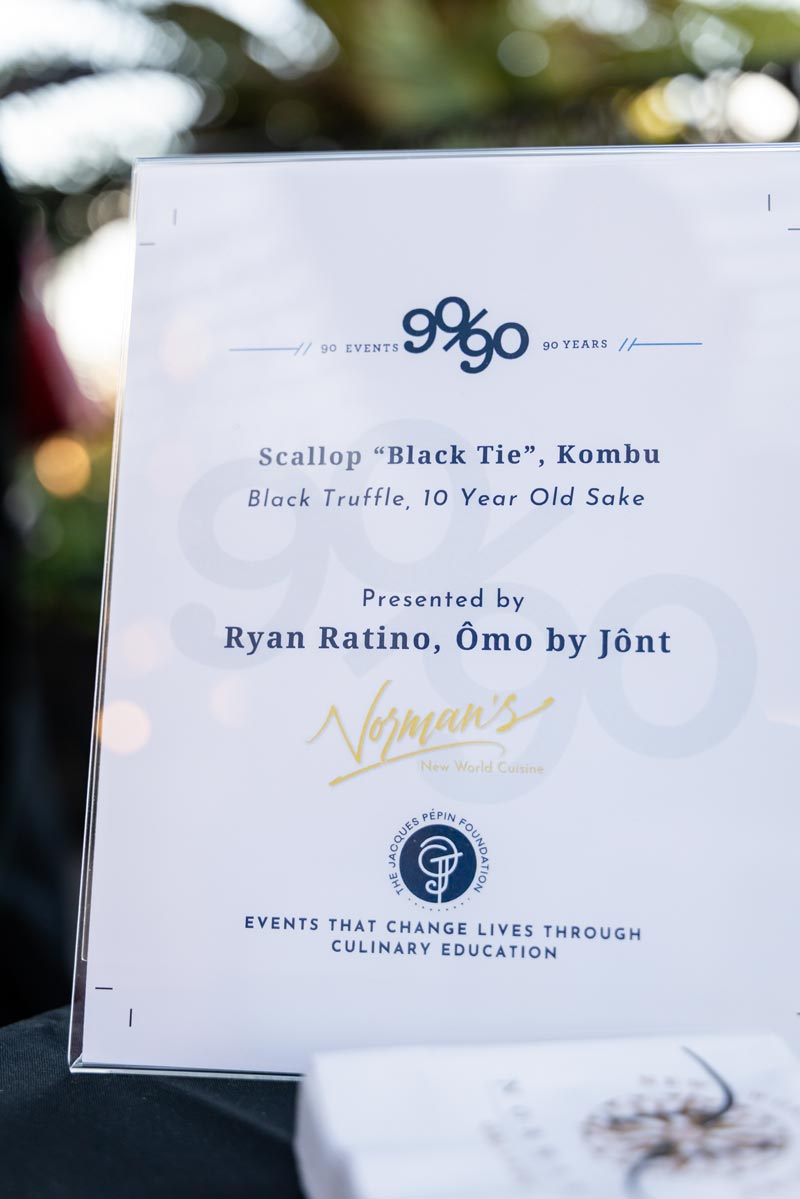 90 EVENTS 90/90 90 YEARS
Scallop “Black Tie”, Kombu
Black Truffle, 10 Year Old Sake
Presented by
Ryan Ratino, Ômo by Jônt
Norman's
New World Cuisine
THE JACQUES PÉPIN FOUNDATION
EVENTS THAT CHANGE LIVES THROUGH
CULINARY EDUCATION